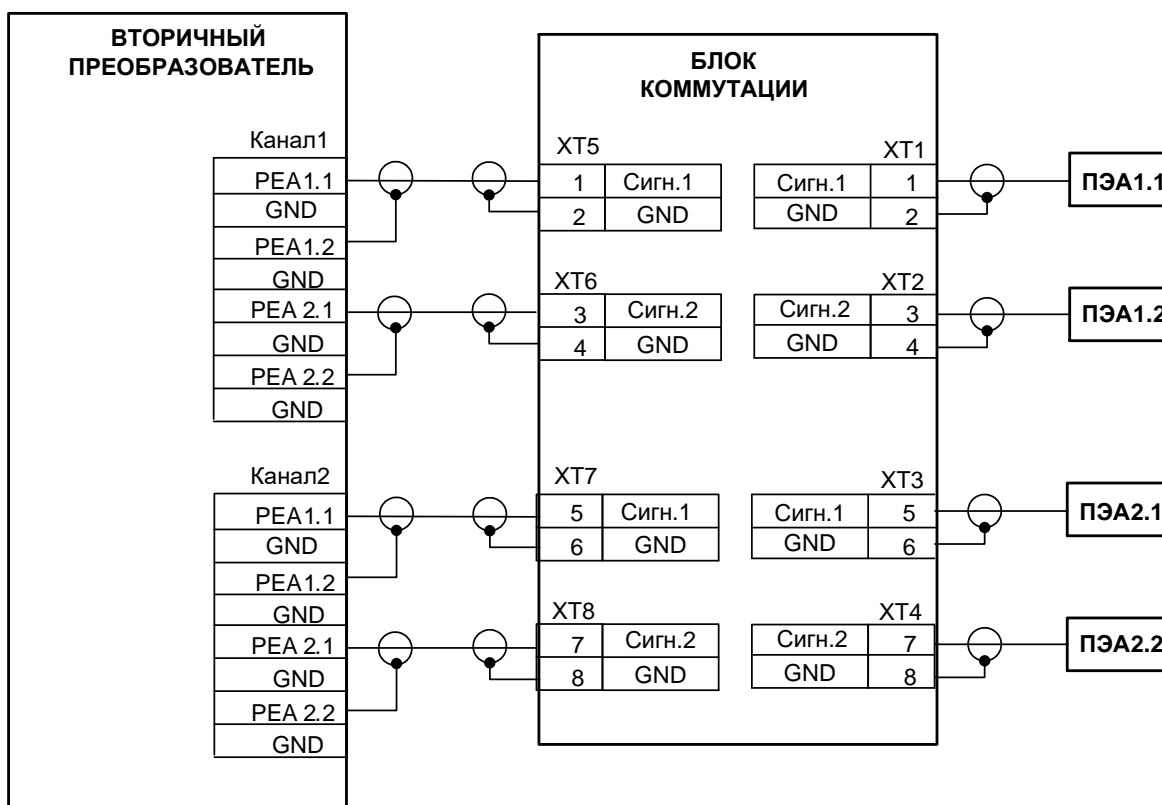 ВТОРИЧНЫЙ
ПРЕОБРАЗОВАТЕЛЬ
Канал1
PEA1.1
GND
PEA1.2
GND
PEA 2.1
GND
PEA 2.2
GND
Канал2
PEA1.1
GND
PEA1.2
GND
PEA 2.1
GND
PEA 2.2
GND
БЛОК
КОММУТАЦИИ
XT5
1 Сигн.1
2 GND
XT6
3 Сигн.2
4 GND
XT7
5 Сигн.1
6 GND
XT8
7 Сигн.2
8 GND
XT1
Сигн.1 1
GND 2
XT2
Сигн.2 3
GND 4
XT3
Сигн.1 5
GND 6
XT4
Сигн.2 7
GND 8
ПЭА1.1
ПЭА1.2
ПЭА2.1
ПЭА2.2